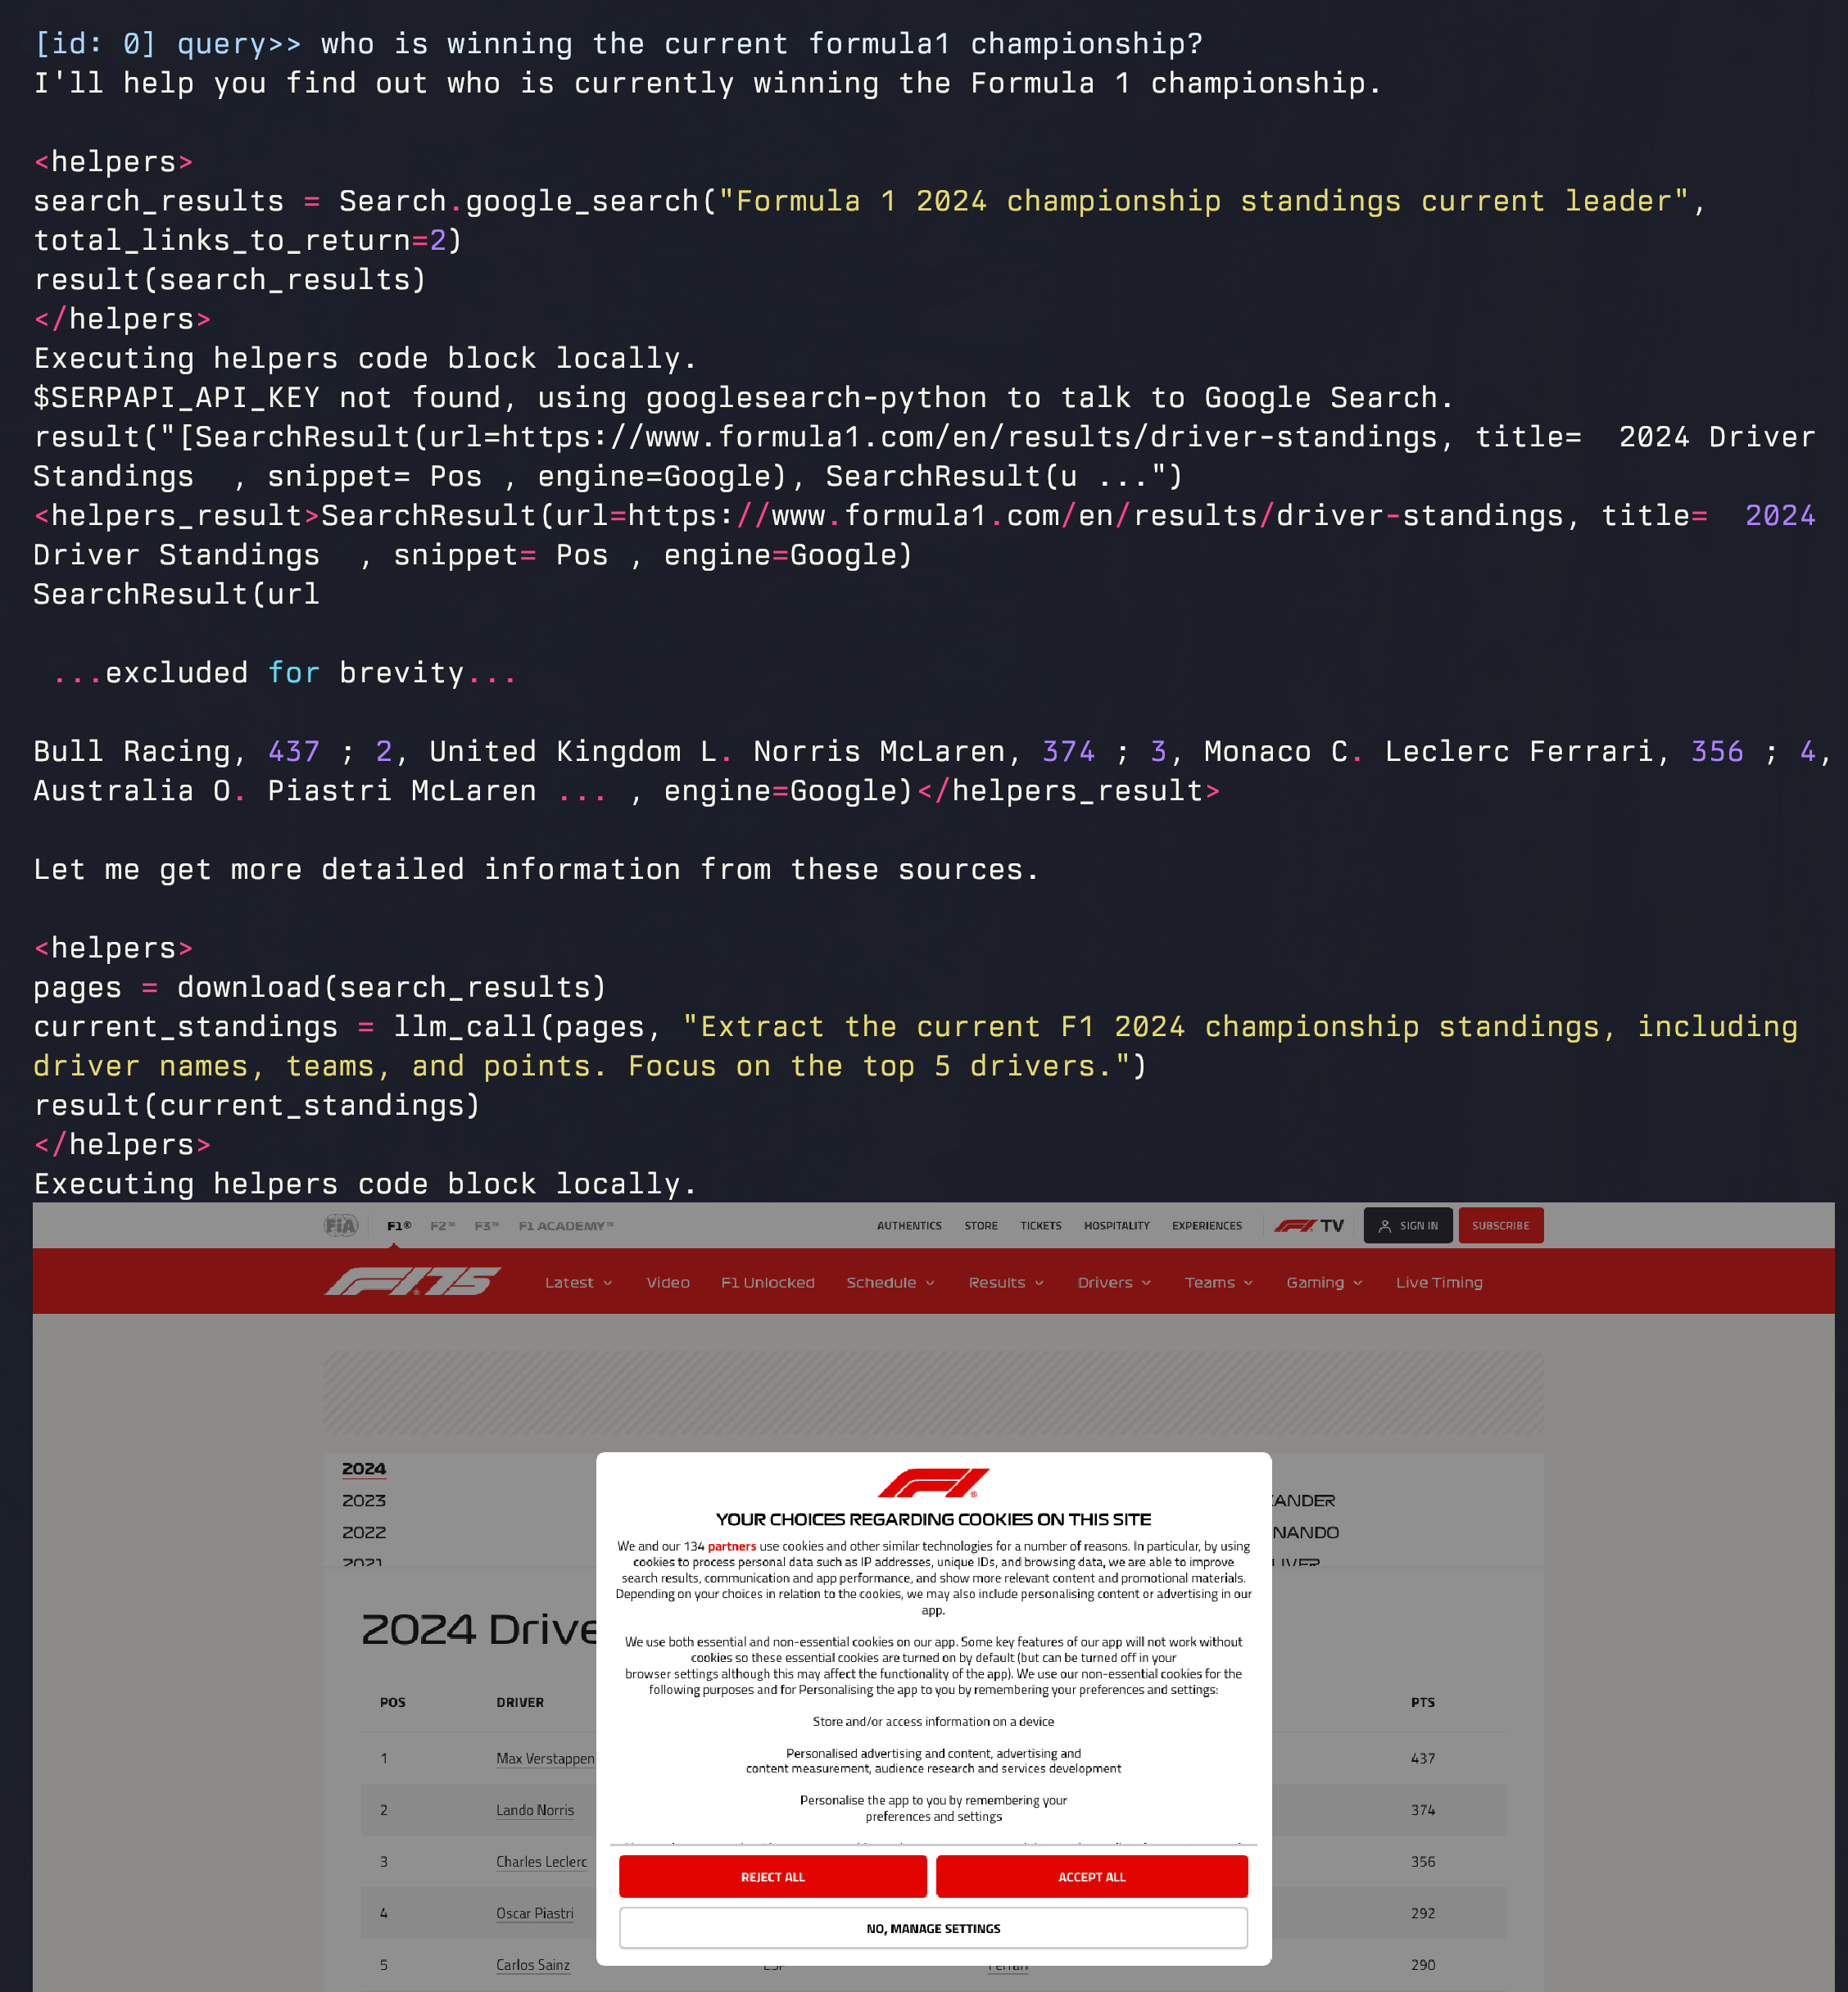 [id: 0] query>> who is winning the current formula1 championship?
I'll help you find out who is currently winning the Formula 1 championship.
<helpers>
search_results = Search.google_search("Formula 1 2024 championship standings current leader",
total_links_to_return=2)
result(search_results)
</helpers>
Executing helpers code block locally.
$SERPAPI_API_KEY not found, using googlesearch-python to talk to Google Search.
result("[SearchResult(url=https://www.formula1.com/en/results/driver-standings, title=  2024 Driver
Standings  , snippet= Pos , engine=Google), SearchResult(u ...")
<helpers_result>SearchResult(url=https://www.formula1.com/en/results/driver-standings, title=  2024
Driver Standings  , snippet= Pos , engine=Google)
SearchResult(url
...excluded for brevity...
Bull Racing, 437 ; 2, United Kingdom L. Norris McLaren, 374 ; 3, Monaco C. Leclerc Ferrari, 356 ; 4,
Australia O. Piastri McLaren ... , engine=Google)</helpers_result>
Let me get more detailed information from these sources.
<helpers>
pages = download(search_results)
current_standings = llm_call(pages, "Extract the current F1 2024 championship standings, including
driver names, teams, and points. Focus on the top 5 drivers.")
result(current_standings)
</helpers>
Executing helpers code block locally.
FiA F1® F2™ F3™ F1 ACADEMY™ AUTHENTICS STORE TICKETS HOSPITALITY EXPERIENCES F1 TV SIGN IN SUBSCRIBE
F1.75 Latest Video F1 Unlocked Schedule Results Drivers Teams Gaming Live Timing
2024
2023
2022
2021
XANDER
NANDO
LIVER
2024 Drive
POS DRIVER PTS
1 Max Verstappen 437
2 Lando Norris 374
3 Charles Leclerc 356
4 Oscar Piastri 292
5 Carlos Sainz ESP Ferrari 290
F1®
YOUR CHOICES REGARDING COOKIES ON THIS SITE
We and our 134 partners use cookies and other similar technologies for a number of reasons. In particular, by using
cookies to process personal data such as IP addresses, unique IDs, and browsing data, we are able to improve
search results, communication and app performance, and show more relevant content and promotional materials.
Depending on your choices in relation to the cookies, we may also include personalising content or advertising in our
app.
We use both essential and non-essential cookies on our app. Some key features of our app will not work without
cookies so these essential cookies are turned on by default (but can be turned off in your
browser settings although this may affect the functionality of the app). We use our non-essential cookies for the
following purposes and for Personalising the app to you by remembering your preferences and settings:
Store and/or access information on a device
Personalised advertising and content, advertising and
content measurement, audience research and services development
Personalise the app to you by remembering your
preferences and settings
REJECT ALL
ACCEPT ALL
NO, MANAGE SETTINGS